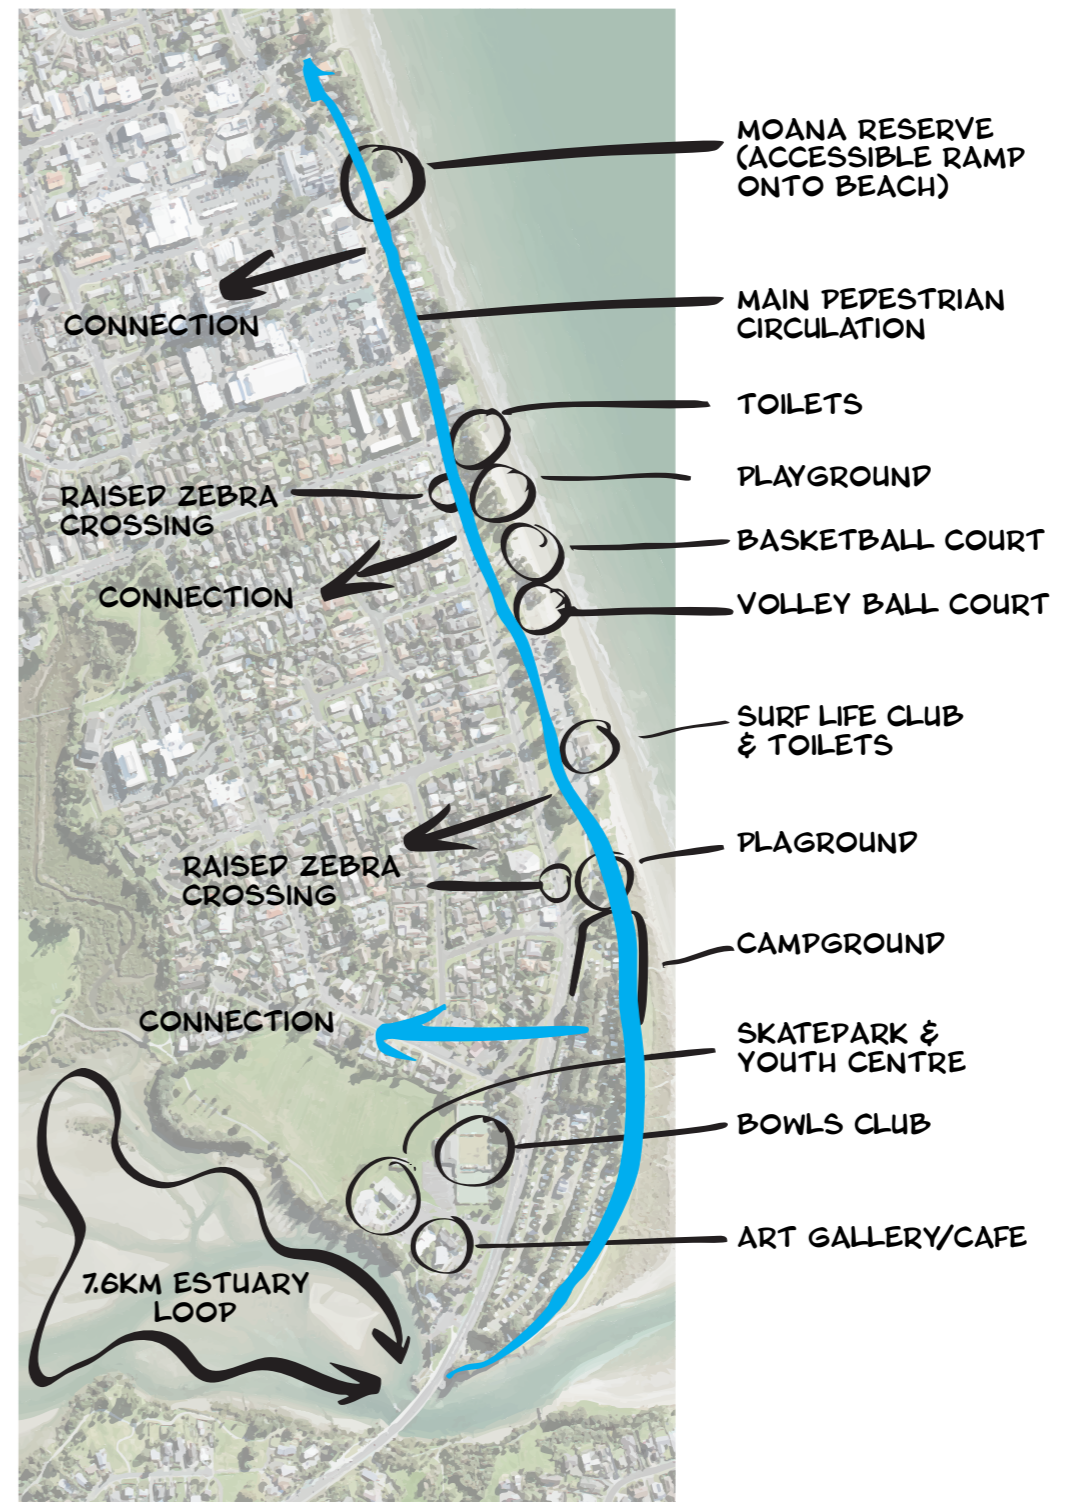 MOANA RESERVE
(ACCESSIBLE RAMP
ONTO BEACH)
CONNECTION
MAIN PEDESTRIAN
CIRCULATION
TOILETS
PLAYGROUND
RAISED ZEBRA
CROSSING
BASKETBALL COURT
CONNECTION
VOLLEY BALL COURT
SURF LIFE CLUB
& TOILETS
PLAGROUND
RAISED ZEBRA
CROSSING
CAMPGROUND
CONNECTION
SKATEPARK &
YOUTH CENTRE
BOWLS CLUB
ART GALLERY/CAFE
7.6KM ESTUARY
LOOP